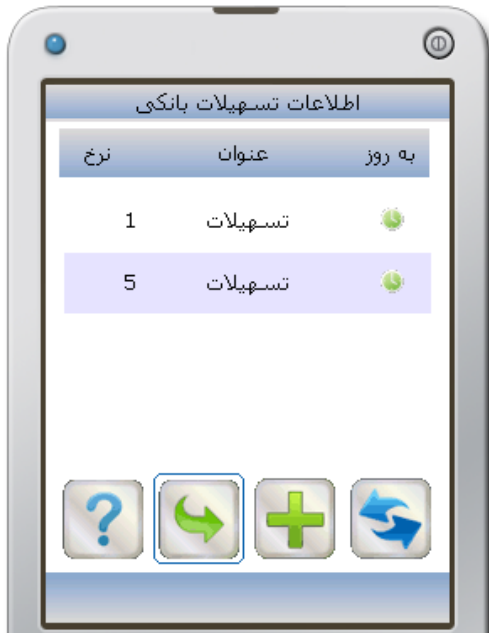 اطلاعات تسهیلات بانکی
به روز عنوان نرخ
تسهیلات 1
تسهیلات 5